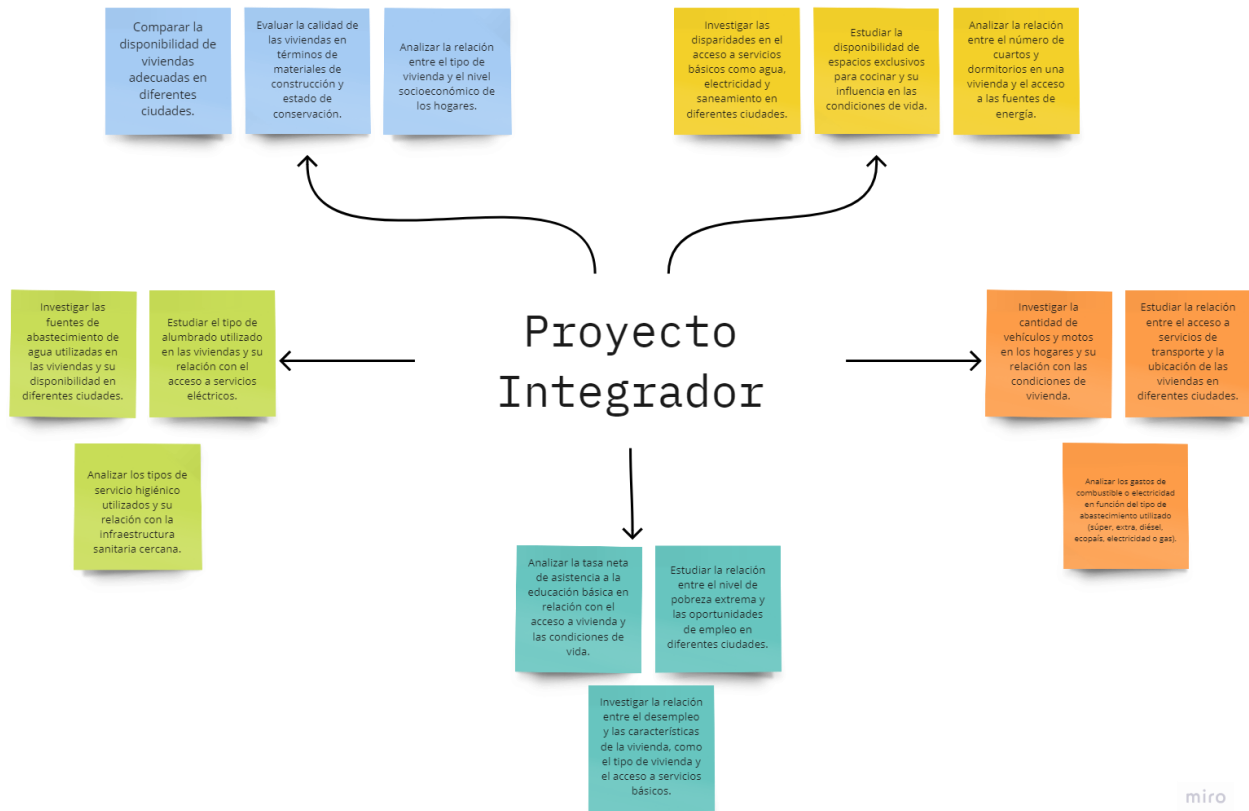 Comparar la
disponibilidad de
viviendas
adecuadas en
diferentes
ciudades.
Evaluar la calidad de
las viviendas en
términos de
materiales de
construcción y
estado de
conservación.
Analizar la relación
entre el tipo de
vivienda y el nivel
socioeconómico de
los hogares.
Investigar las
disparidades en el
acceso a servicios
básicos como agua,
electricidad y
saneamiento en
diferentes ciudades.
Estudiar la
disponibilidad de
espacios exclusivos
para cocinar y su
influencia en las
condiciones de vida.
Analizar la relación
entre el número de
cuartos y
dormitorios en una
vivienda y el acceso
a las fuentes de
energía.
Investigar las
fuentes de
abastecimiento de
agua utilizadas en
las viviendas y su
disponibilidad en
diferentes ciudades.
Estudiar el tipo de
alumbrado utilizado
en las viviendas y su
relación con el
acceso a servicios
eléctricos.
Analizar los tipos de
servicio higiénico
utilizados y su
relación con la
infraestructura
sanitaria cercana.
Proyecto
Integrador
Investigar la
cantidad de
vehículos y motos
en los hogares y su
relación con las
condiciones de
vivienda.
Estudiar la relación
entre el acceso a
servicios de
transporte y la
ubicación de las
viviendas en
diferentes ciudades.
Analizar los gastos de
combustible o electricidad
en función del tipo de
abastecimiento utilizado
(súper, extra, diésel,
ecopaís, electricidad o gas).
Analizar la tasa neta
de asistencia a la
educación básica en
relación con el
acceso a vivienda y
las condiciones de
vida.
Estudiar la relación
entre el nivel de
pobreza extrema y
las oportunidades
de empleo en
diferentes ciudades.
Investigar la relación
entre el desempleo
y las características
de la vivienda, como
el tipo de vivienda y
el acceso a servicios
básicos.
miro